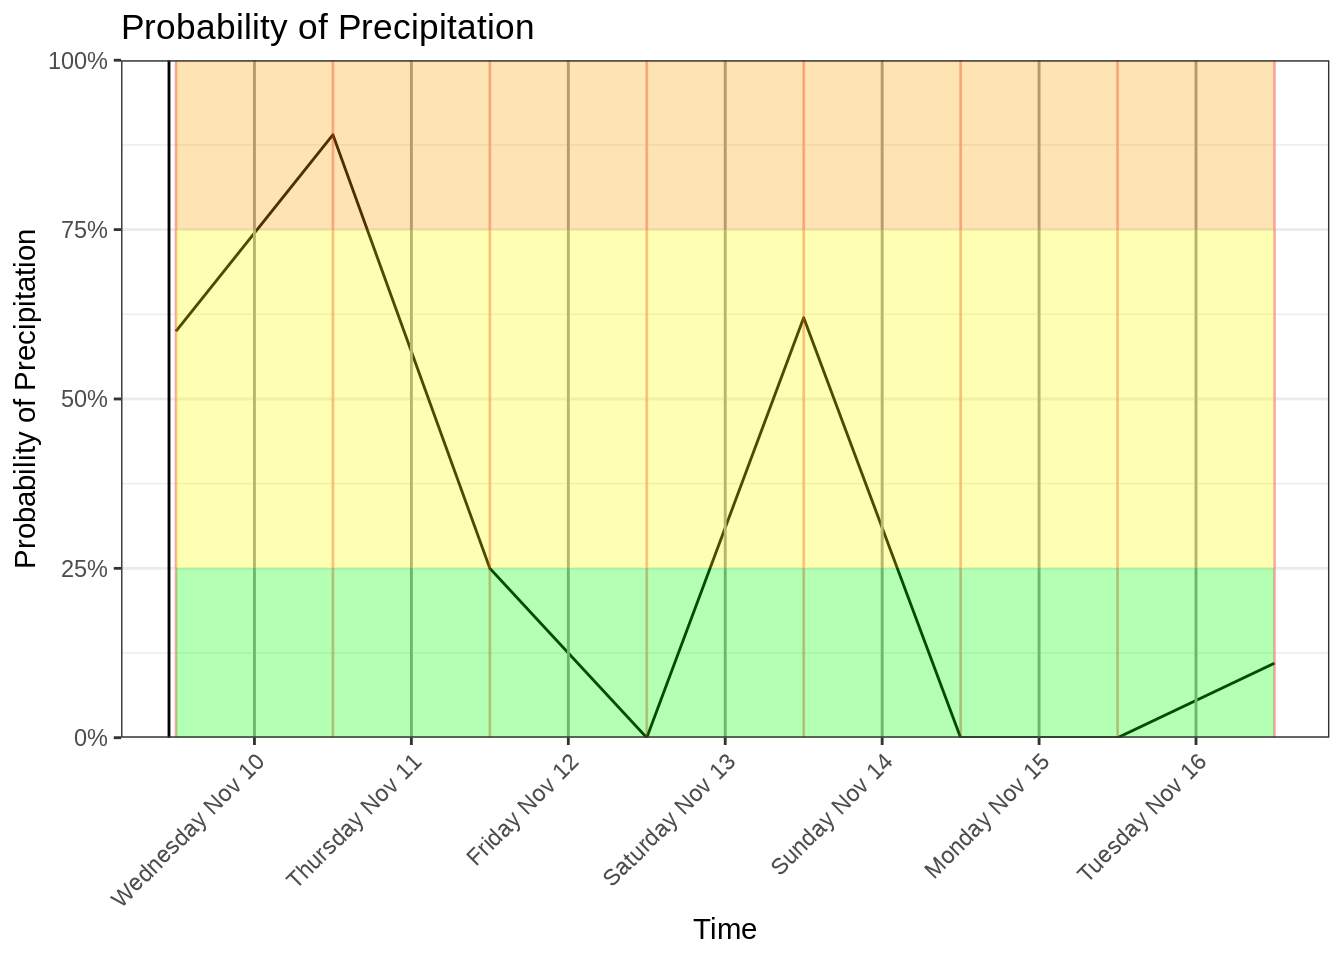 Probability of Precipitation
Probability of Precipitation
100%
75%
50%
25%
0%
Wednesday Nov 10
Thursday Nov 11
Friday Nov 12
Saturday Nov 13
Sunday Nov 14
Monday Nov 15
Tuesday Nov 16
Time